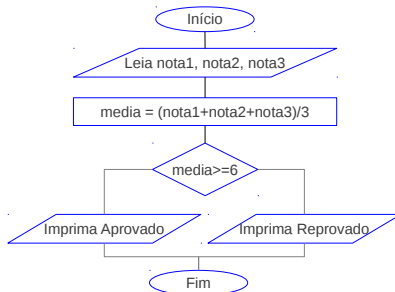 Início
Leia nota1, nota2, nota3
media = (nota1+nota2+nota3)/3
media>=6
Imprima Aprovado
Imprima Reprovado
Fim